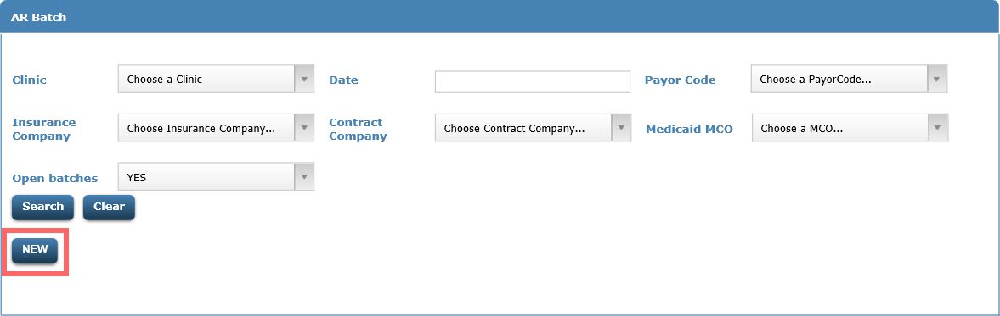 AR Batch
Clinic Choose a Clinic Date Payor Code Choose a PayorCode...
Insurance Company Choose Insurance Company... Contract Company Choose Contract Company... Medicaid MCO Choose a MCO...
Open batches YES
Search Clear
NEW